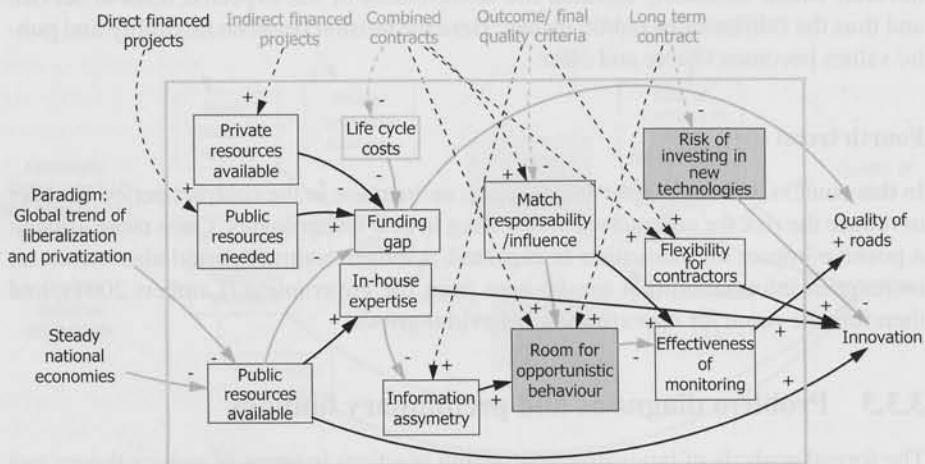 Direct financed
projects
Indirect financed
projects
Combined
contracts
Outcome/ final
quality criteria
Long term
contract
+
-
-
-
Private
resources
available
Life cycle
costs
Risk of
investing in
new
technologies
Paradigm:
Global trend of
liberalization
and privatization
+
Public
resources
needed
+
-
-
Funding
gap
+
Match
responsability
/influence
+
+
Flexibility
for
contractors
Quality of
roads
+
In-house
expertise
+
Steady
national
economies
-
-
Public
resources
available
-
+
Information
assymetry
+
-
+
+
Room for
opportunistic
behaviour
-
+
Effectiveness
of
monitoring
+
+
+
Innovation